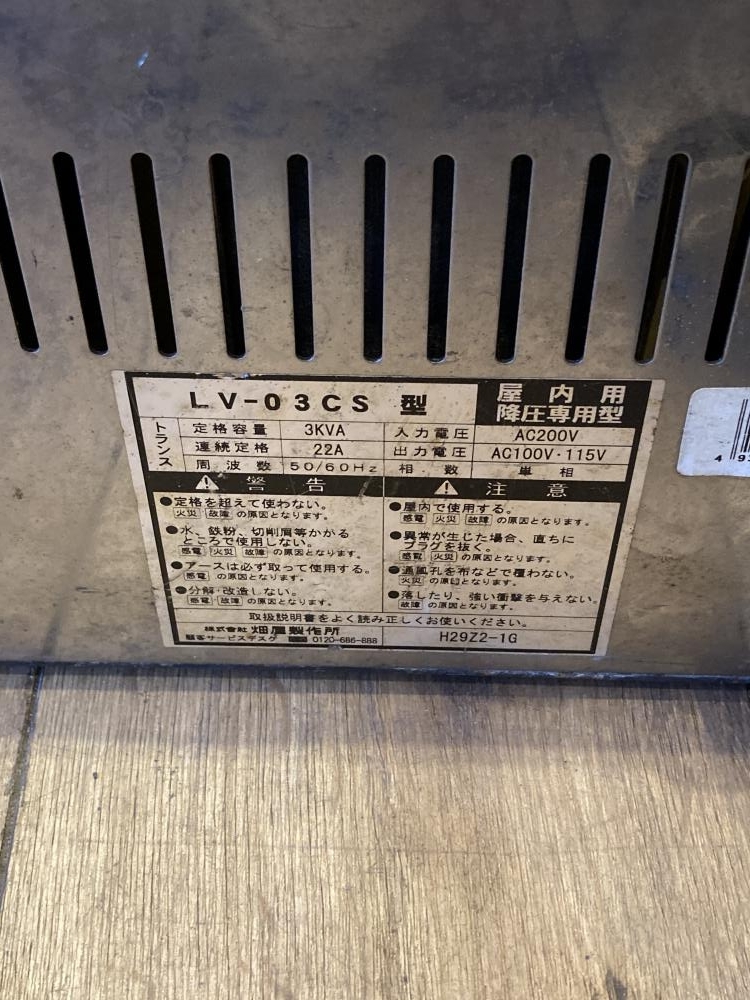 LV-03CS 型
屋内用
降圧専用型
トランス
定格容量 3KVA 入力電圧 AC200V
連続定格 22A 出力電圧 AC100V・115V
周波数 50/60Hz 相数 単相
警告
●定格を超えて使わない。
火災 故障 の原因となります。
●水、鉄粉、切削屑等かかる
ところで使用しない。
感電 火災 故障 の原因となります。
●アースは必ず取って使用する。
感電 の原因となります。
●分解・改造しない。
感電 故障 の原因となります。
注意
●屋内で使用する。
感電 火災 故障 の原因となります。
●異常が生じた場合、直ちに
プラグを抜く。
感電 火災 の原因となります。
●通風孔を布などで覆わない。
火災 の原因となります。
●落したり、強い衝撃を与えない。
故障 の原因となります。
取扱説明書をよく読み正しくお使いください。
株式会社 畑屋製作所
顧客サービスデスク 0120-686-888
H29Z2-1G
4 93